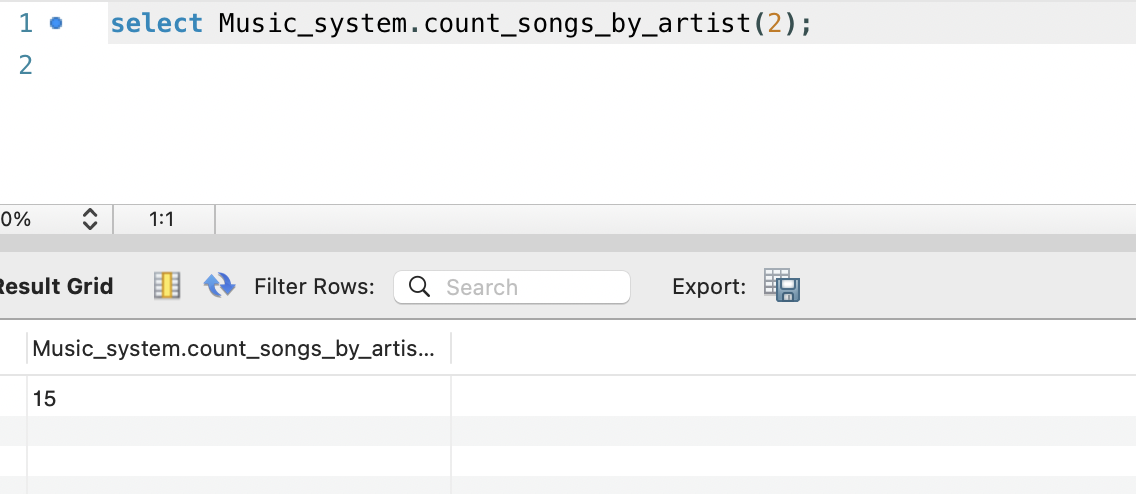 1 select Music_system.count_songs_by_artist(2);
2
0% 1:1
Result Grid Filter Rows: Search Export:
Music_system.count_songs_by_artis...
15